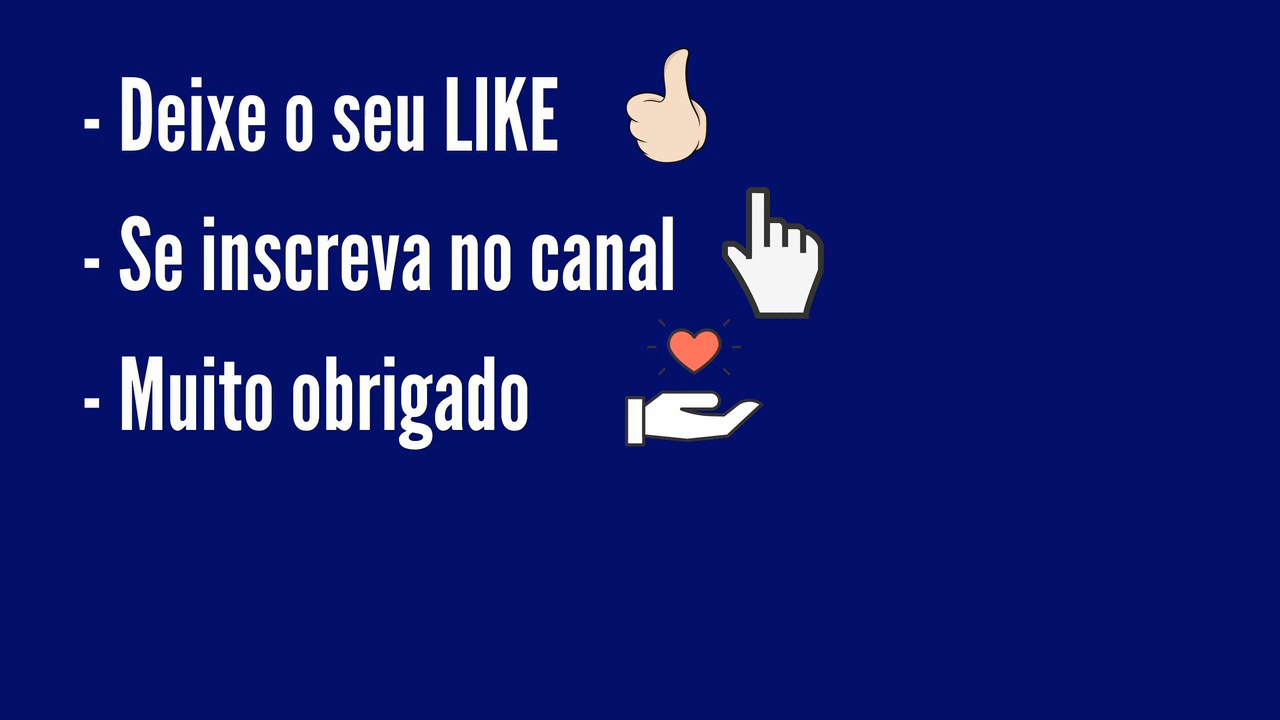 - Deixe o seu LIKE
- Se inscreva no canal
- Muito obrigado